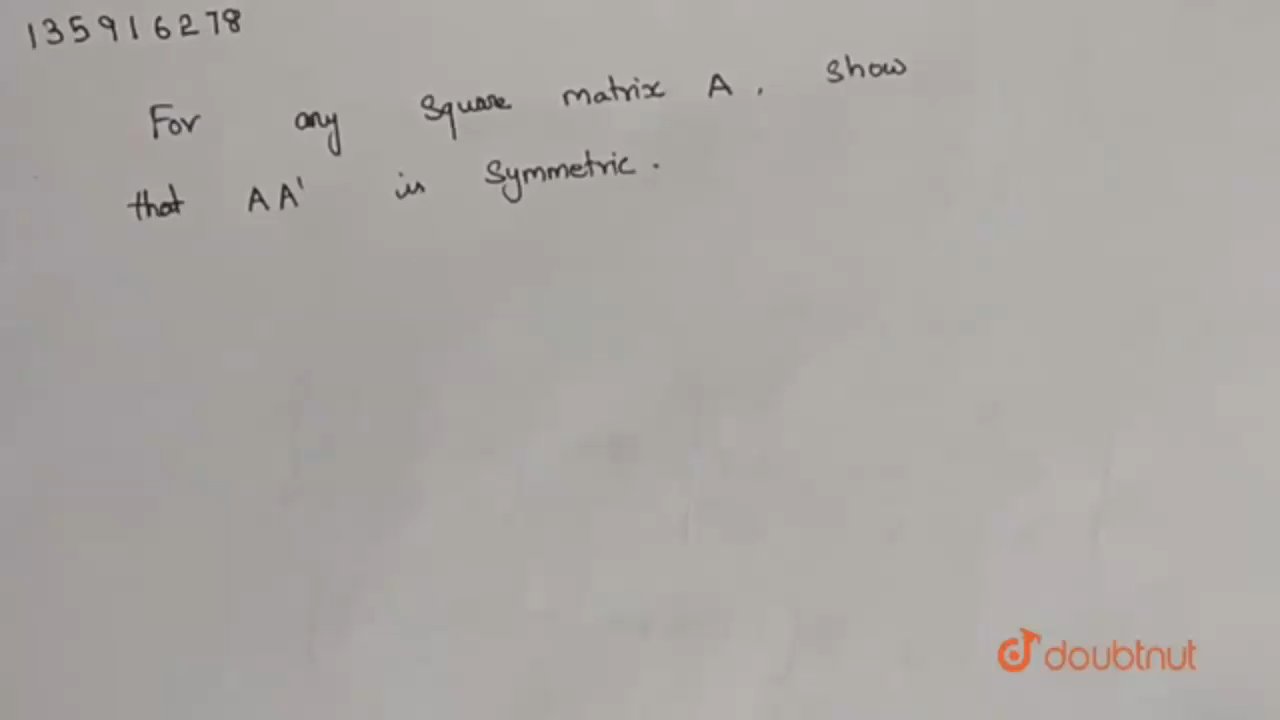 135916278
For any square matrix A, show
that AA' is symmetric.
doubtnut